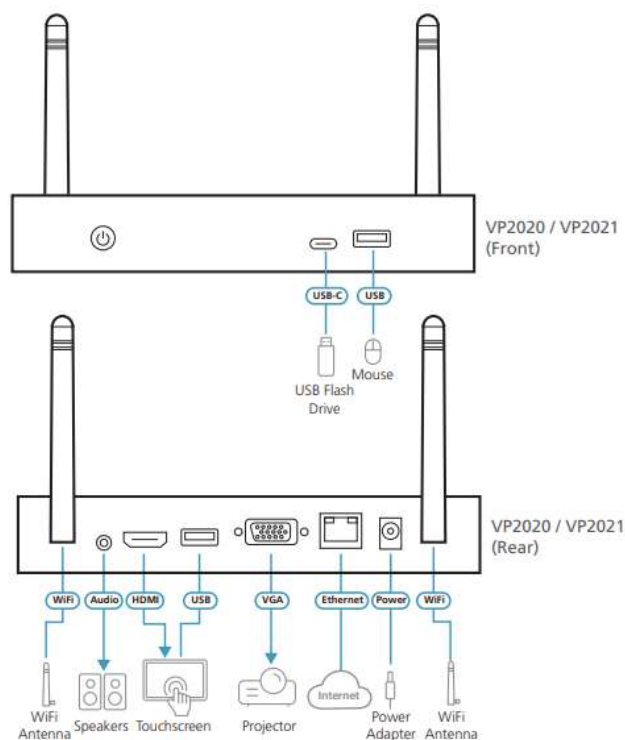 VP2020 / VP2021
(Front)
USB-C
USB
Mouse
USB Flash
Drive
VP2020 / VP2021
(Rear)
WiFi
Audio
HDMI
USB
VGA
Ethernet
Power
WiFi
Internet
WiFi
Antenna
Speakers
Touchscreen
Projector
Power
Adapter
WiFi
Antenna